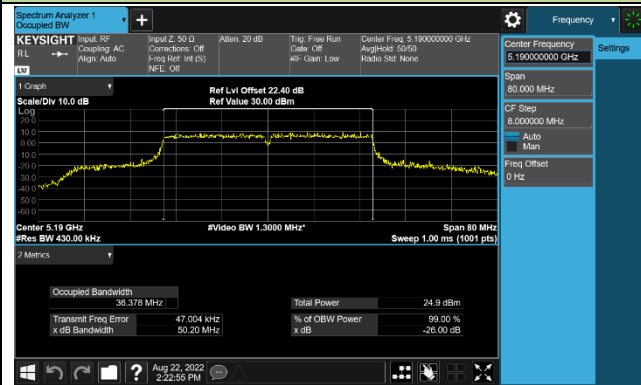 Spectrum Analyzer 1
Occupied BW
Frequency
KEYSIGHT
RL
LXI
Input: RF
Coupling: AC
Align: Auto
Input Z: 50 Ω
Corrections: Off
Freq Ref: Int (S)
NFE: Off
Atten: 20 dB
Trig: Free Run
Gate: Off
#IF Gain: Low
Center Freq: 5.190000000 GHz
Avg|Hold: 50/50
Radio Std: None
Center Frequency
5.190000000 GHz
Settings
Span
80.000 MHz
CF Step
8.000000 MHz
Auto
Man
Freq Offset
0 Hz
1 Graph
Scale/Div 10.0 dB
Ref Lvl Offset 22.40 dB
Ref Value 30.00 dBm
Log
20.0
10.0
0.00
-10.0
-20.0
-30.0
-40.0
-50.0
-60.0
Center 5.19 GHz
#Video BW 1.3000 MHz*
Span 80 MHz
#Res BW 430.00 kHz
Sweep 1.00 ms (1001 pts)
2 Metrics
Occupied Bandwidth
36.378 MHz
Total Power
24.9 dBm
Transmit Freq Error
47.004 kHz
% of OBW Power
99.00 %
x dB Bandwidth
50.20 MHz
x dB
-26.00 dB
?
Aug 22, 2022
2:22:55 PM